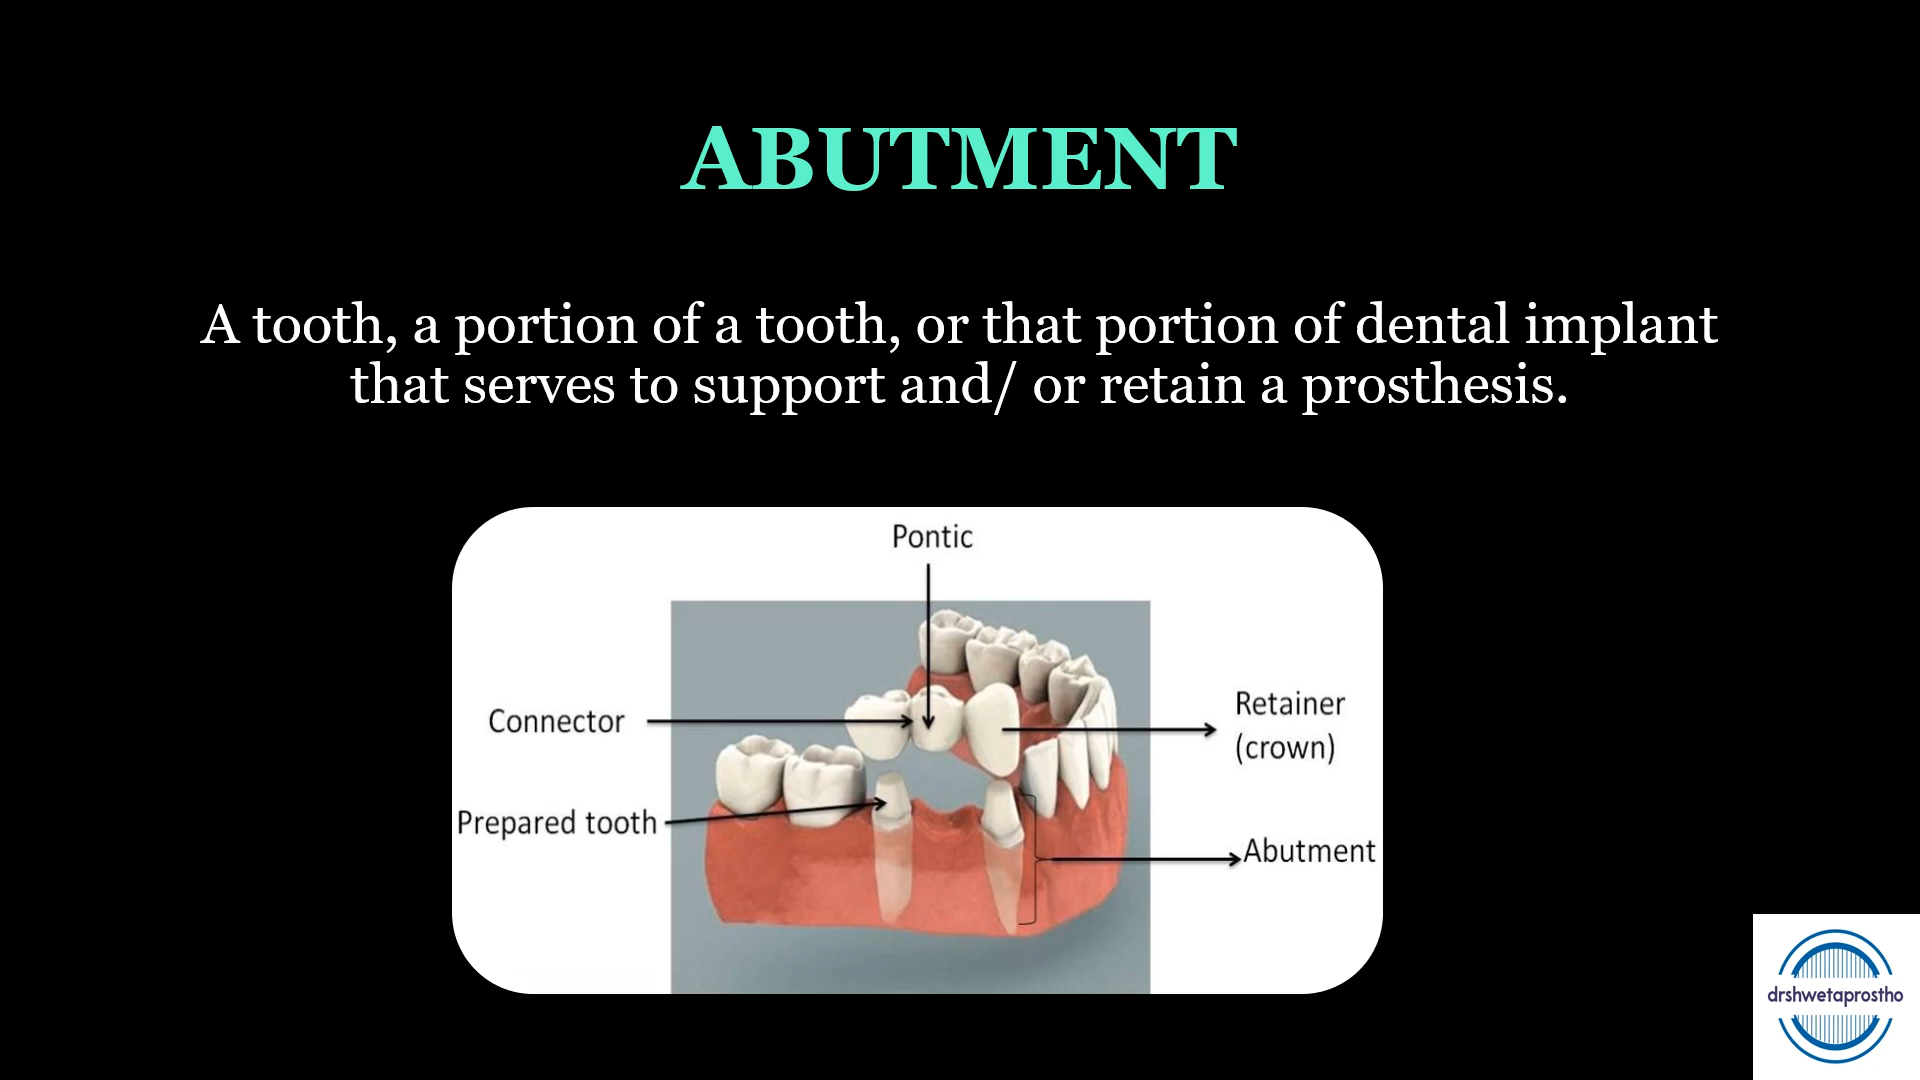 ABUTMENT
A tooth, a portion of a tooth, or that portion of dental implant
that serves to support and/ or retain a prosthesis.
Pontic
Connector
Retainer
(crown)
Prepared tooth
Abutment
drshwetaprostho